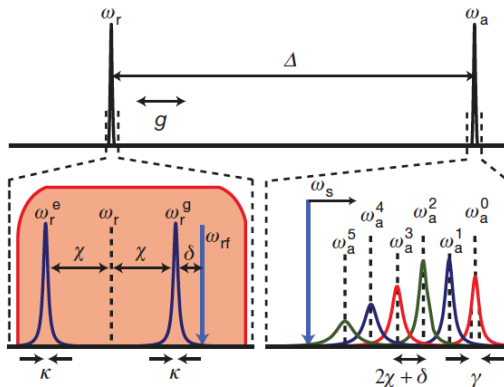 ω_r ω_a
Δ
g
ω_r^e ω_r ω_r^g ω_rf
χ χ δ
κ κ
ω_s
ω_a^5 ω_a^4 ω_a^3 ω_a^2 ω_a^1 ω_a^0
2χ + δ γ